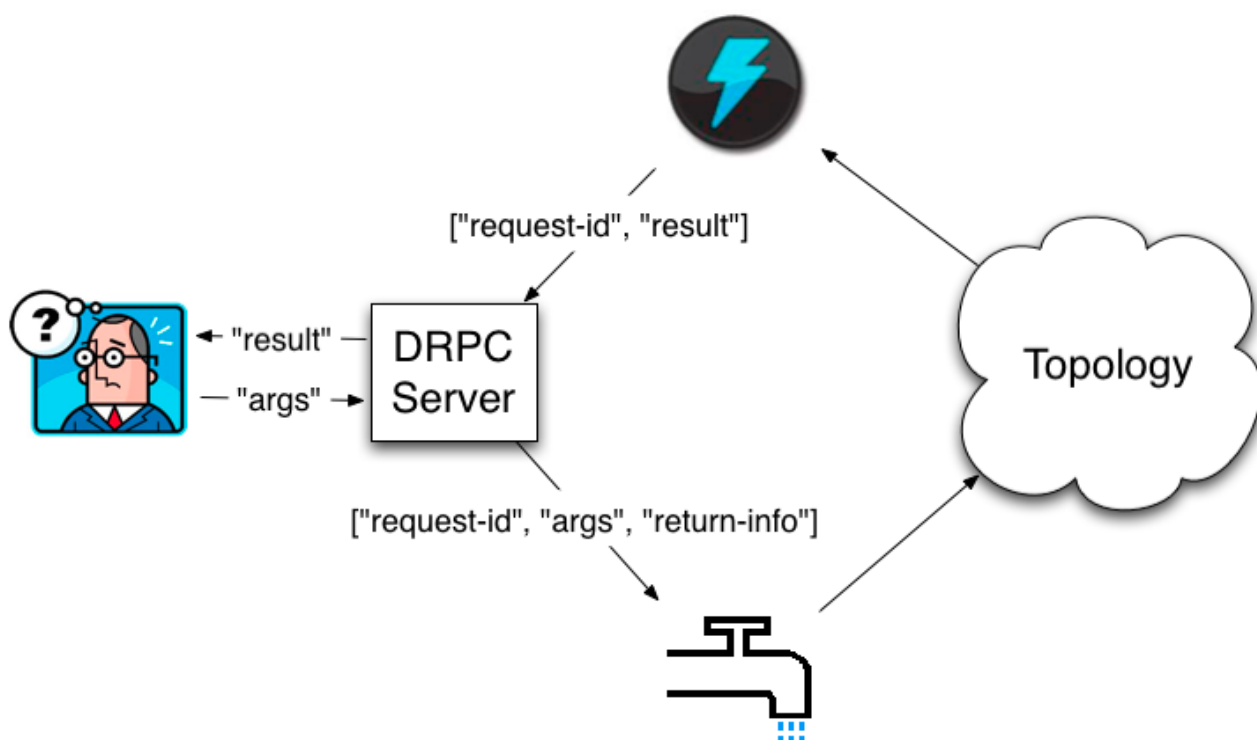 ["request-id", "result"]
?
"result"
"args"
DRPC
Server
Topology
["request-id", "args", "return-info"]